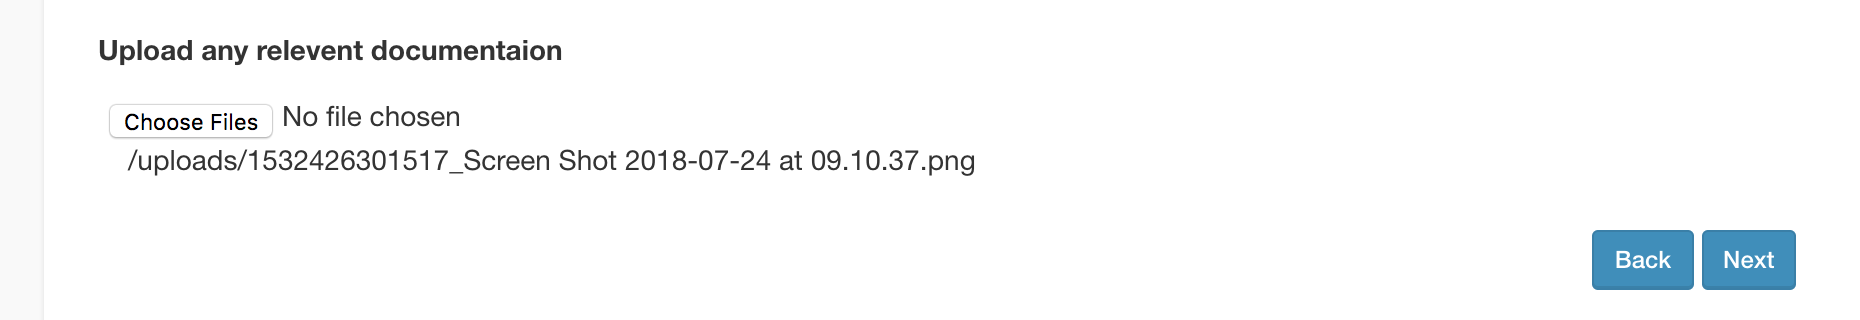 Upload any relevent documentaion
Choose Files No file chosen
/uploads/1532426301517_Screen Shot 2018-07-24 at 09.10.37.png
Back Next